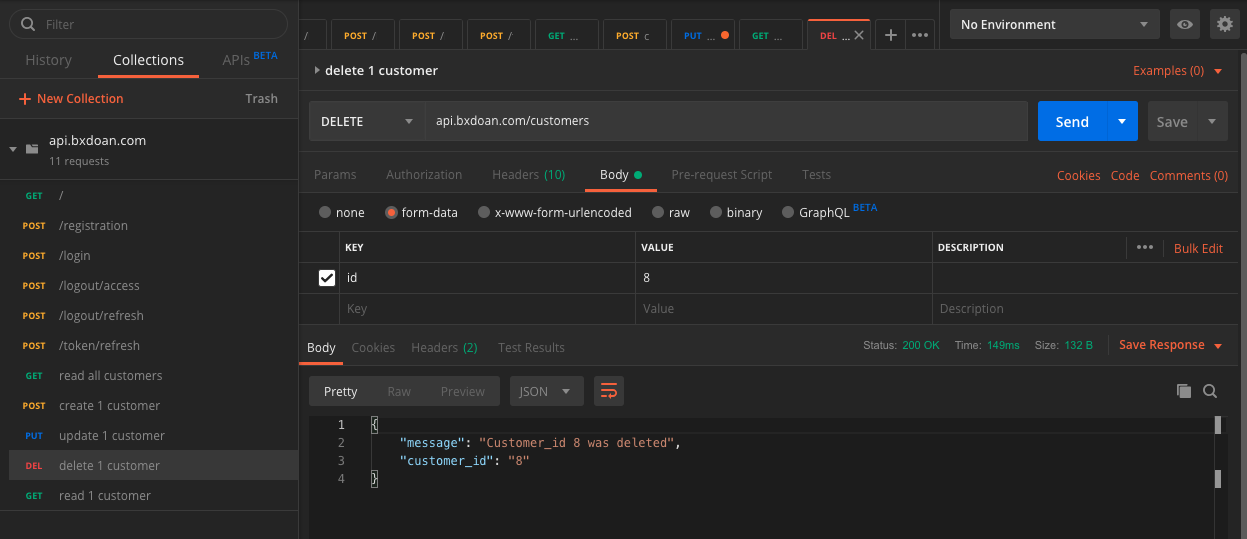 Filter
History
Collections
APIs BETA
+ New Collection
Trash
api.bxdoan.com
11 requests
GET /
POST /registration
POST /login
POST /logout/access
POST /logout/refresh
POST /token/refresh
GET read all customers
POST create 1 customer
PUT update 1 customer
DEL delete 1 customer
GET read 1 customer
/ POST / POST / POST / GET ... POST c PUT ... GET ... DEL ... × + •••
No Environment
delete 1 customer
Examples (0)
DELETE api.bxdoan.com/customers
Send
Save
Params Authorization Headers (10) Body Pre-request Script Tests
Cookies Code Comments (0)
none form-data x-www-form-urlencoded raw binary GraphQL BETA
KEY VALUE DESCRIPTION ••• Bulk Edit
id 8
Key Value Description
Body Cookies Headers (2) Test Results
Status: 200 OK Time: 149ms Size: 132 B Save Response
Pretty Raw Preview JSON
1 {
2 "message": "Customer_id 8 was deleted",
3 "customer_id": "8"
4 }